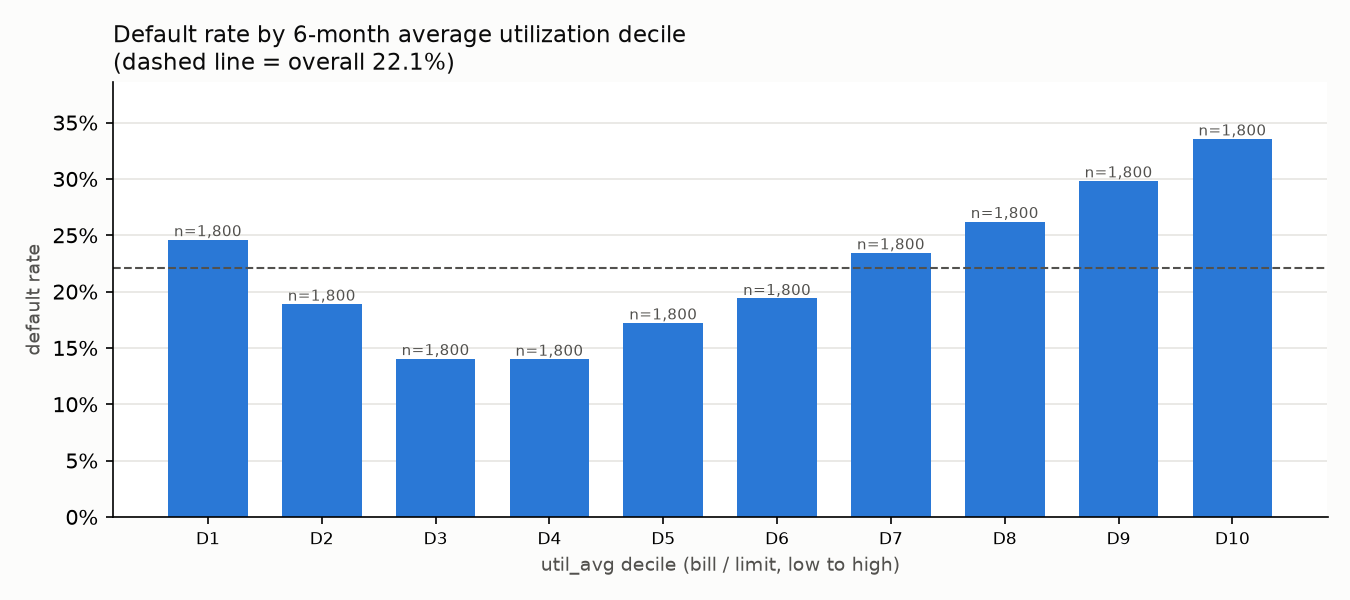 Default rate by 6-month average utilization decile
(dashed line = overall 22.1%)
default rate
35%
30%
25%
20%
15%
10%
5%
0%
n=1,800
n=1,800
n=1,800
n=1,800
n=1,800
n=1,800
n=1,800
n=1,800
n=1,800
n=1,800
D1 D2 D3 D4 D5 D6 D7 D8 D9 D10
util_avg decile (bill / limit, low to high)